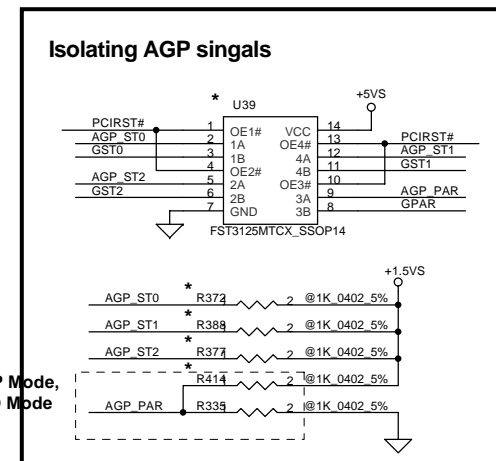 Isolating AGP singals
*
U39
+5VS
PCIRST# 1 OE1# VCC 14
AGP_ST0 2 1A OE4# 13 PCIRST#
GST0 3 1B 4A 12 AGP_ST1
4 OE2# 4B 11 GST1
AGP_ST2 5 2A OE3# 10
GST2 6 2B 3A 9 AGP_PAR
7 GND 3B 8 GPAR
FST3125MTCX_SSOP14
+1.5VS
*
AGP_ST0 R372 2 @1K_0402_5%
*
AGP_ST1 R388 2 @1K_0402_5%
*
AGP_ST2 R377 2 @1K_0402_5%
*
P Mode, R414 2 @1K_0402_5%
Mode
AGP_PAR R335 2 @1K_0402_5%